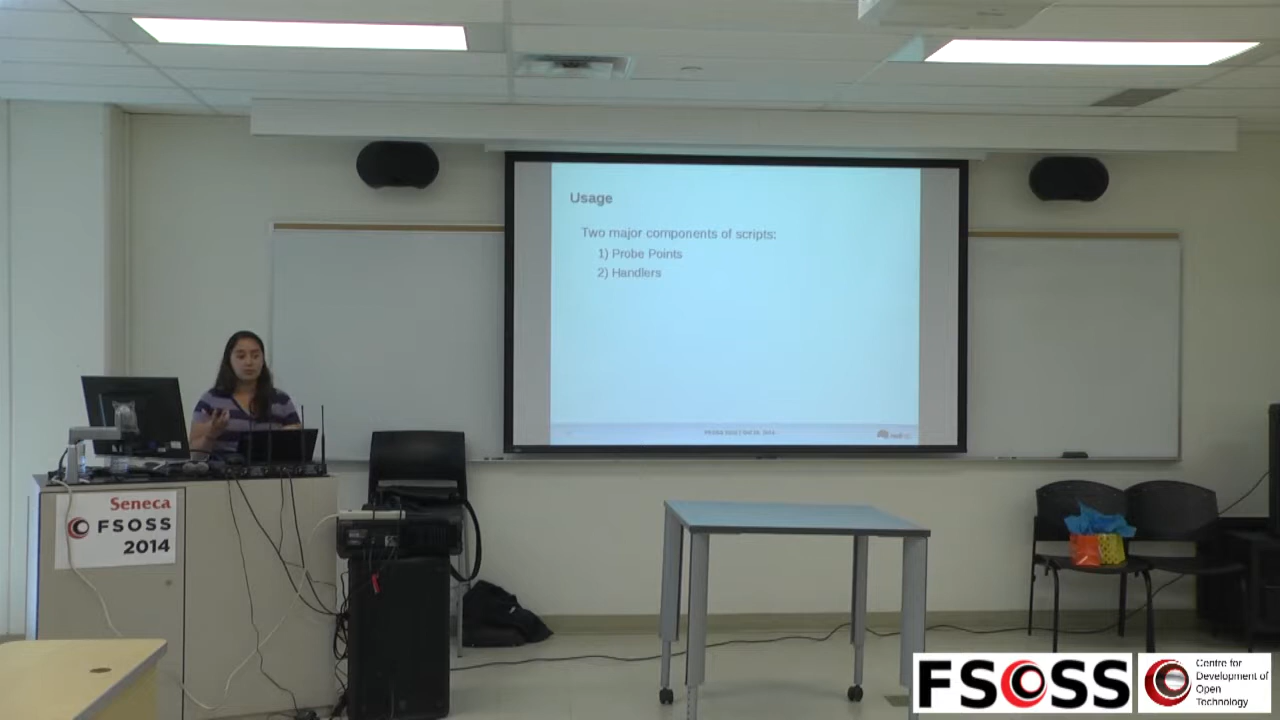 Usage
Two major components of scripts:
1) Probe Points
2) Handlers
Seneca
FSOSS
2014
FSOSS
Centre for
Development of
Open
Technology